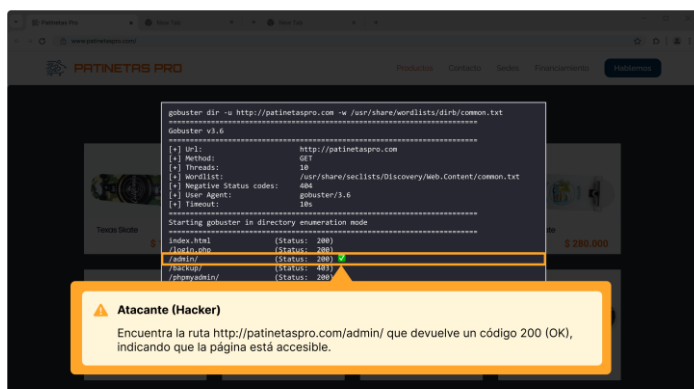 Patinetas Pro
New Tab
New Tab
www.patinetaspro.com/
PATINETAS PRO
Productos Contacto Sedes Financiamiento Hablemos
gobuster dir -u http://patinetaspro.com -w /usr/share/wordlists/dirb/common.txt
Gobuster v3.6
[+] Url: http://patinetaspro.com
[+] Method: GET
[+] Threads: 10
[+] Wordlist: /usr/share/seclists/Discovery/Web.Content/common.txt
[+] Negative Status codes: 404
[+] User Agent: gobuster/3.6
[+] Timeout: 10s
Starting gobuster in directory enumeration mode
index.html (Status: 200)
/login.php (Status: 200)
/admin/ (Status: 200) ✅
/backup/ (Status: 403)
/phpmyadmin/ (Status: 200)
Texas Skate
$ 280.000
Atacante (Hacker)
Encuentra la ruta http://patinetaspro.com/admin/ que devuelve un código 200 (OK),
indicando que la página está accesible.